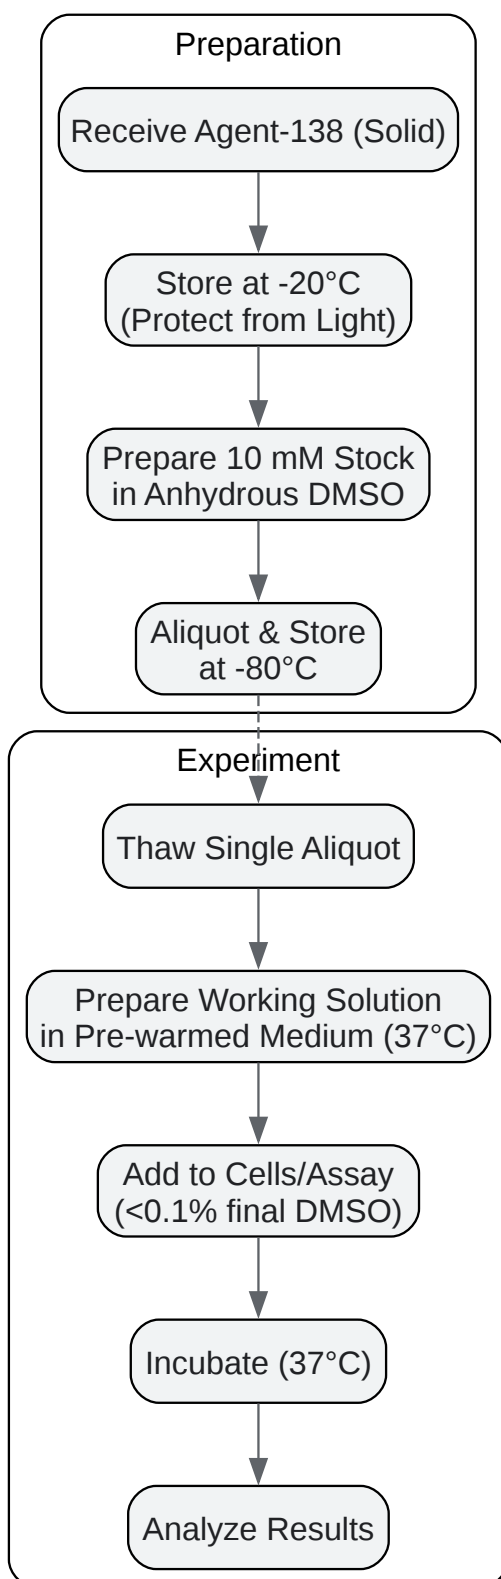 Preparation
Receive Agent-138 (Solid)
Store at -20°C
(Protect from Light)
Prepare 10 mM Stock
in Anhydrous DMSO
Aliquot & Store
at -80°C
Experiment
Thaw Single Aliquot
Prepare Working Solution
in Pre-warmed Medium (37°C)
Add to Cells/Assay
(<0.1% final DMSO)
Incubate (37°C)
Analyze Results